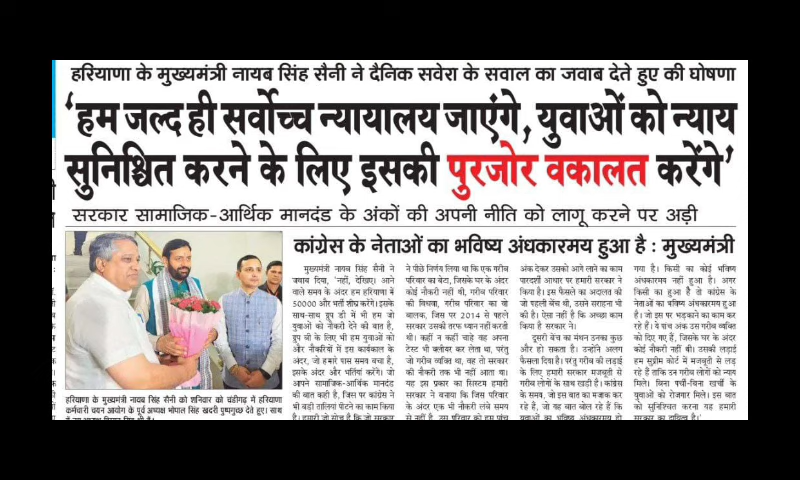 हरियाणा के मुख्यमंत्री नायब सिंह सैनी ने दैनिक सवेरा के सवाल का जवाब देते हुए की घोषणा
‘हम जल्द ही सर्वोच्च न्यायालय जाएंगे, युवाओं को न्याय
सुनिश्चित करने के लिए इसकी पुरजोर वकालत करेंगे’
सरकार सामाजिक-आर्थिक मानदंड के अंकों की अपनी नीति को लागू करने पर अड़ी
कांग्रेस के नेताओं का भविष्य अंधकारमय हुआ है : मुख्यमंत्री
हरियाणा के मुख्यमंत्री नायब सिंह सैनी को शनिवार को चंडीगढ़ में हरियाणा
कर्मचारी चयन आयोग के पूर्व अध्यक्ष भोपाल सिंह खदरी पुष्पगुच्छ देते हुए। साथ
मुख्यमंत्री नायब सिंह सैनी ने
जवाब दिया, ‘नहीं, देखिए! आने
वाले समय के अंदर हम हरियाणा में
50000 और भर्ती शीघ्र करेंगे। इसके
साथ-साथ ग्रुप डी में भी हम जो
युवाओं को नौकरी देने की बात है,
ग्रुप सी के लिए भी हम युवाओं को
और नौकरियों में इस कार्यकाल के
अंदर, जो हमारे पास समय बचा है,
इसके अंदर और भर्तियां करेंगे। जो
आपने सामाजिक-आर्थिक मानदंड
की बात कही है, जिस पर कांग्रेस ने
भी बड़ी तालियां पीटने का काम किया
है। हमारी जो सोच है कि जो सरकार
ने पीछे निर्णय लिया था कि एक गरीब
परिवार का बेटा, जिसके घर के अंदर
कोई नौकरी नहीं थी, गरीब परिवार
की विधवा, गरीब परिवार का वो
बालक, जिस पर 2014 से पहले
सरकार उसकी तरफ ध्यान नहीं करती
थी। कहीं न कहीं चाहे वह अपना
टेस्ट भी क्लीयर कर लेता था, परंतु
जो गरीब व्यक्ति था, वह तो सरकार
की नौकरी तक भी नहीं आता था।
यह इस प्रकार का सिस्टम हमारी
सरकार ने बनाया कि जिस परिवार
के अंदर एक भी नौकरी लंबे समय
से नहीं है, उस परिवार को हम पांच
अंक देकर उसको आगे लाने का काम
पारदर्शी आधार पर हमारी सरकार ने
किया है। इस फैसले का अदालत की
जो पहली बेंच थी, उसने सराहना भी
की है। ऐसा नहीं है कि अच्छा काम
किया है सरकार ने।
दूसरी बेंच का मंथन उनका कुछ
और हो सकता है। उन्होंने अलग
फैसला दिया है। परंतु गरीब की लड़ाई
के लिए हमारी सरकार मजबूती से
गरीब लोगों के साथ खड़ी है। कांग्रेस
के समय, जो इस बात का मजाक कर
रहे हैं, जो यह बात बोल रहे हैं कि
युवाओं का भविष्य अंधकारमय हो
गया है। किसी का कोई भविष्य
अंधकारमय नहीं हुआ है। अगर
किसी का हुआ है तो कांग्रेस के
नेताओं का भविष्य अंधकारमय हुआ
है। जो इस पर भड़काने का काम कर
रहे हैं। ये पांच अंक उस गरीब व्यक्ति
को दिए गए हैं, जिसके घर के अंदर
कोई नौकरी नहीं थी। उसकी लड़ाई
हम सुप्रीम कोर्ट में मजबूती से लड़
रहे हैं ताकि उन गरीब लोगों को न्याय
मिले। बिना पर्ची-बिना खर्ची के
युवाओं को रोजगार मिले। इस बात
को सुनिश्चित करना यह हमारी
सरकार का दायित्व है।’